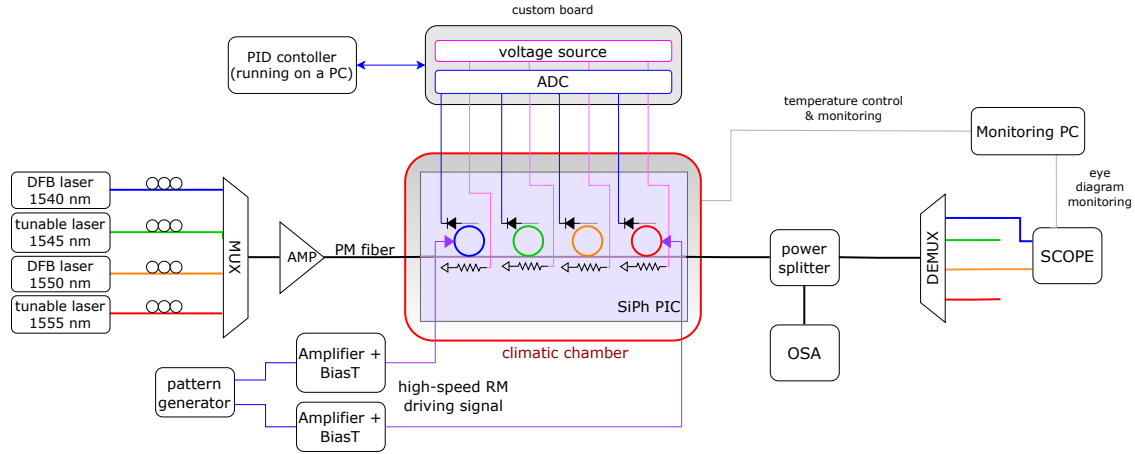 custom board
PID contoller
(running on a PC)
voltage source
ADC
temperature control
& monitoring
Monitoring PC
eye
diagram
monitoring
DFB laser
1540 nm
tunable laser
1545 nm
DFB laser
1550 nm
tunable laser
1555 nm
MUX
AMP
PM fiber
SiPh PIC
climatic chamber
power
splitter
OSA
DEMUX
SCOPE
pattern
generator
Amplifier +
BiasT
Amplifier +
BiasT
high-speed RM
driving signal